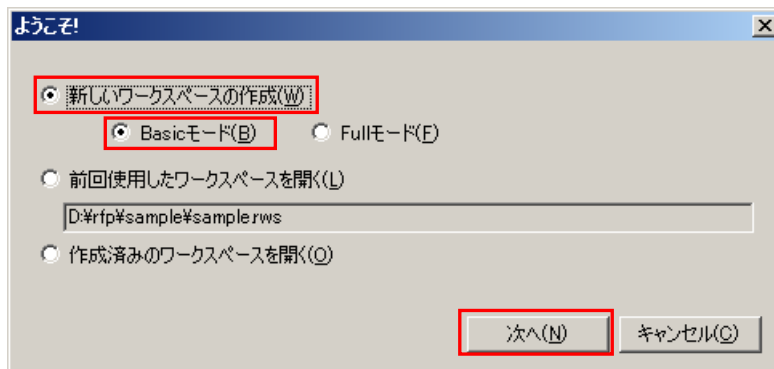 ようこそ!
新しいワークスペースの作成(W)
Basicモード(B) Fullモード(F)
前回使用したワークスペースを開く(L)
D:¥rfp¥sample¥sample.rws
作成済みのワークスペースを開く(O)
次へ(N) キャンセル(C)